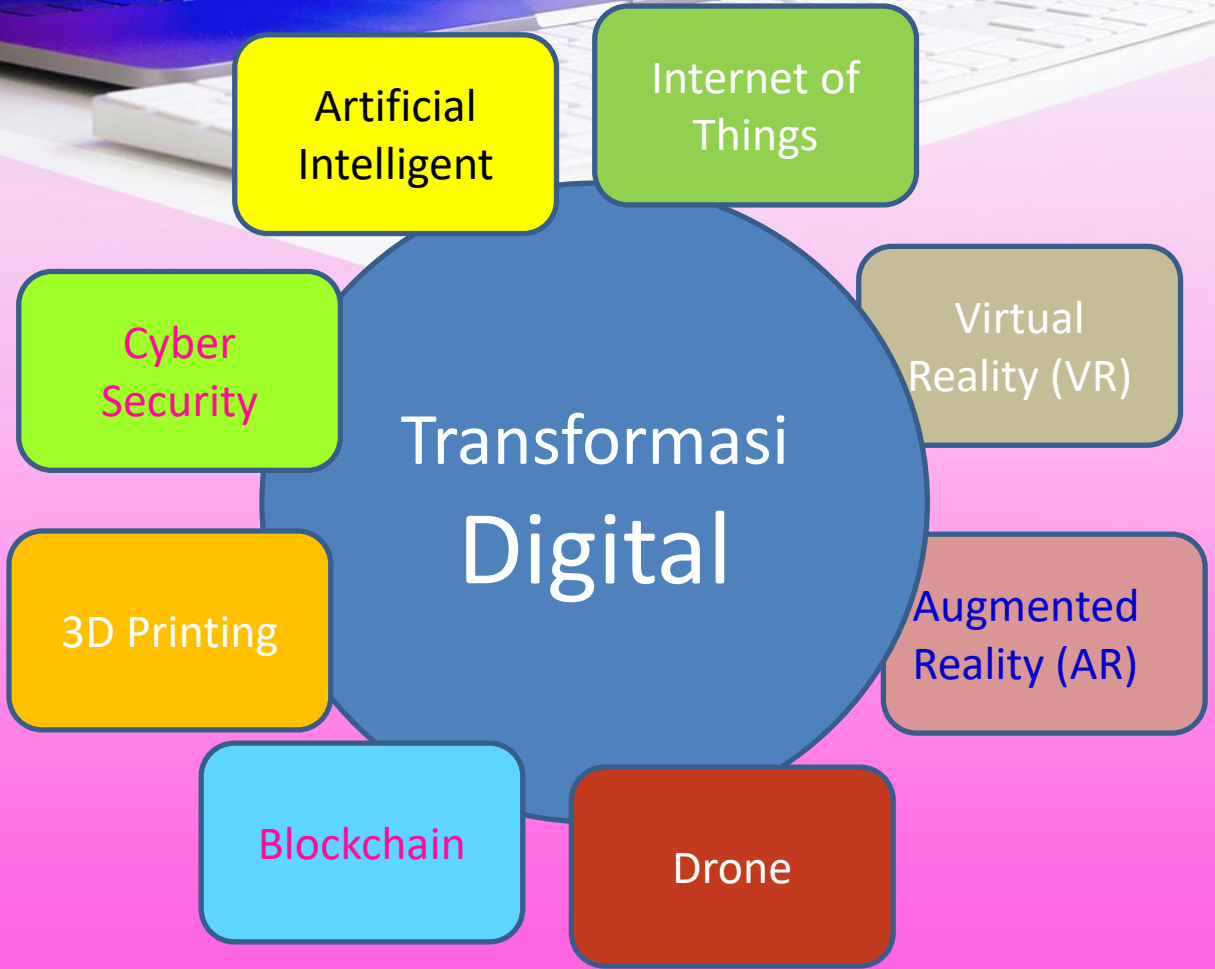 Artificial
Intelligent
Internet of
Things
Cyber
Security
Virtual
Reality (VR)
Transformasi
Digital
3D Printing
Augmented
Reality (AR)
Blockchain
Drone